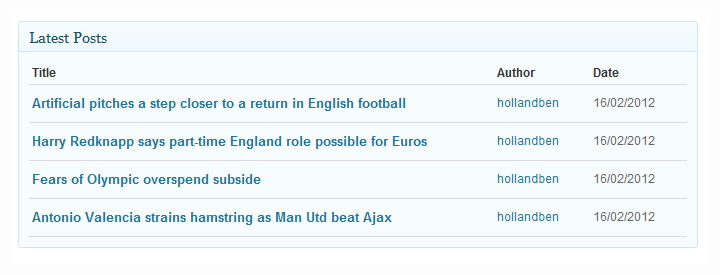 Latest Posts
Title Author Date
Artificial pitches a step closer to a return in English football hollandben 16/02/2012
Harry Redknapp says part-time England role possible for Euros hollandben 16/02/2012
Fears of Olympic overspend subside hollandben 16/02/2012
Antonio Valencia strains hamstring as Man Utd beat Ajax hollandben 16/02/2012